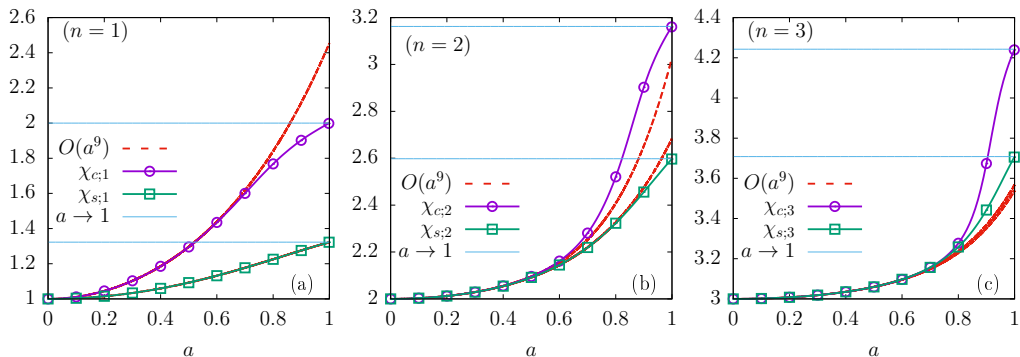 (n = 1)
2.6
2.4
2.2
2
1.8
1.6
1.4
1.2
1
O(a⁹)
χ_{c;1}
χ_{s;1}
a → 1
(a)
0 0.2 0.4 0.6 0.8 1
a
(n = 2)
3.2
3
2.8
2.6
2.4
2.2
2
O(a⁹)
χ_{c;2}
χ_{s;2}
a → 1
(b)
0 0.2 0.4 0.6 0.8 1
a
(n = 3)
4.4
4.2
4
3.8
3.6
3.4
3.2
3
O(a⁹)
χ_{c;3}
χ_{s;3}
a → 1
(c)
0 0.2 0.4 0.6 0.8 1
a